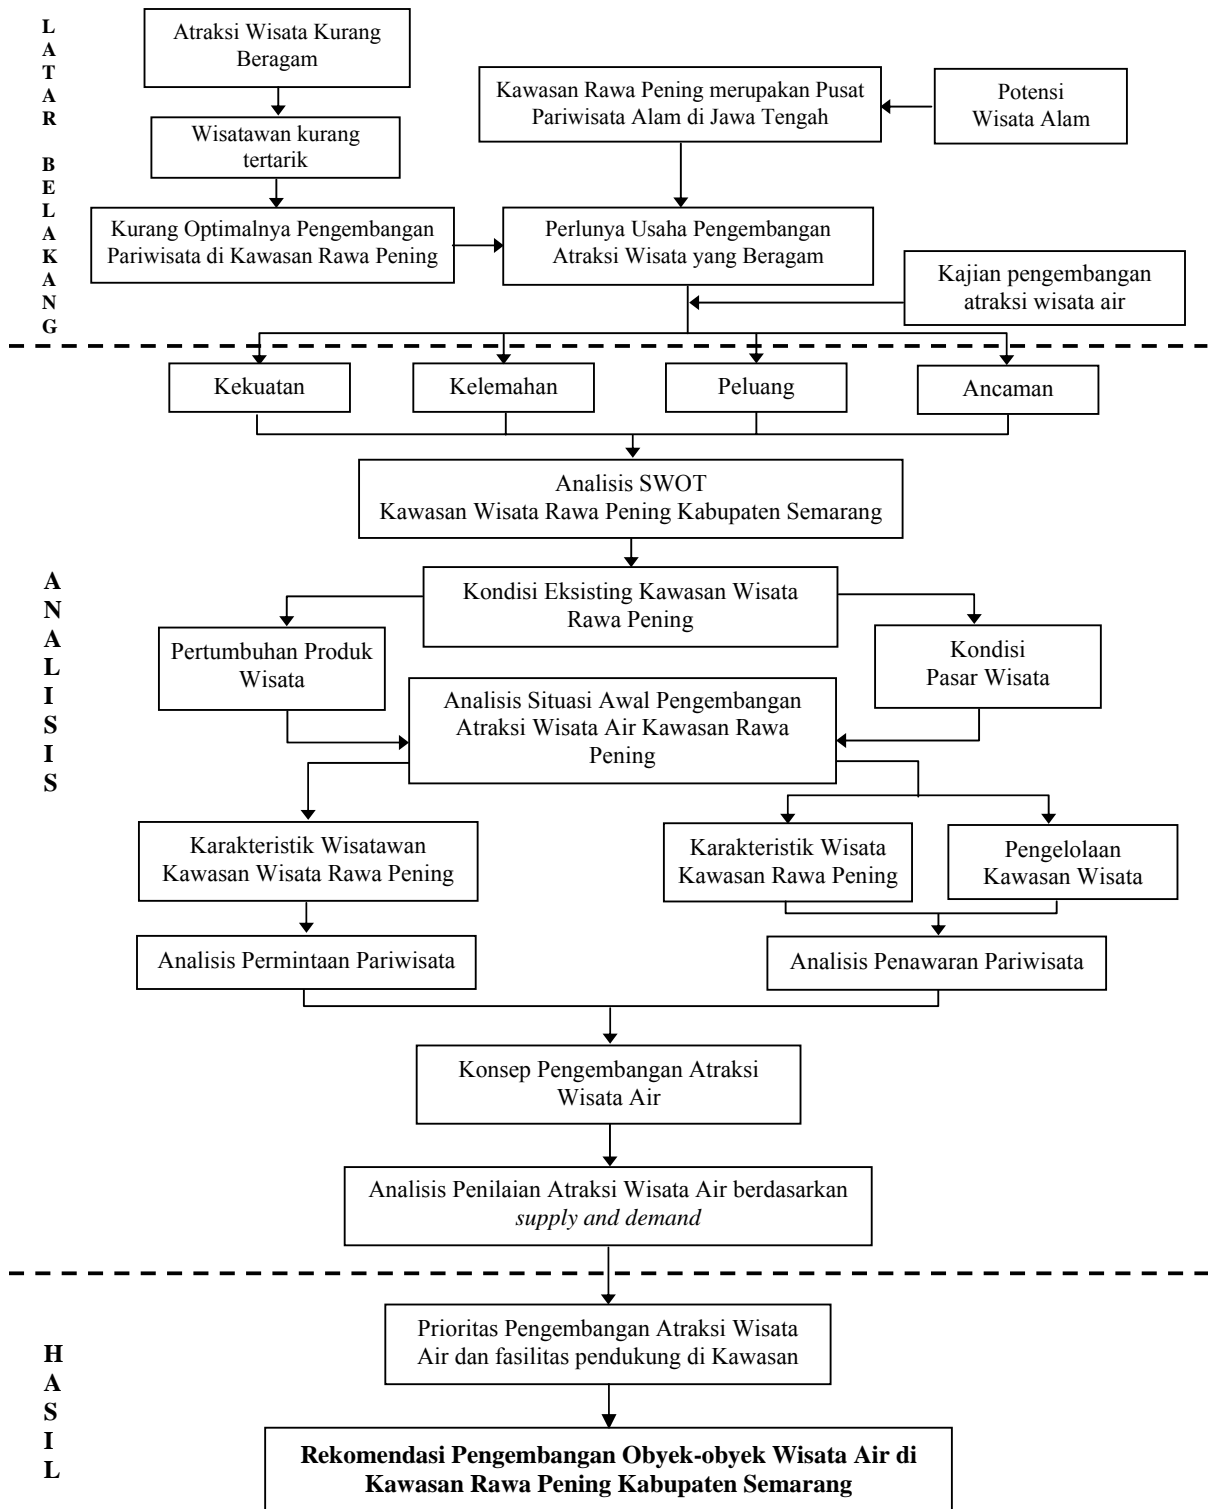 LATAR BELAKANG
Atraksi Wisata Kurang
Beragam
Wisatawan kurang
tertarik
Kurang Optimalnya Pengembangan
Pariwisata di Kawasan Rawa Pening
Kawasan Rawa Pening merupakan Pusat
Pariwisata Alam di Jawa Tengah
Potensi
Wisata Alam
Perlunya Usaha Pengembangan
Atraksi Wisata yang Beragam
Kajian pengembangan
atraksi wisata air
ANALISIS
Kekuatan
Kelemahan
Peluang
Ancaman
Analisis SWOT
Kawasan Wisata Rawa Pening Kabupaten Semarang
Kondisi Eksisting Kawasan Wisata
Rawa Pening
Pertumbuhan Produk
Wisata
Kondisi
Pasar Wisata
Analisis Situasi Awal Pengembangan
Atraksi Wisata Air Kawasan Rawa
Pening
Karakteristik Wisatawan
Kawasan Wisata Rawa Pening
Karakteristik Wisata
Kawasan Rawa Pening
Pengelolaan
Kawasan Wisata
Analisis Permintaan Pariwisata
Analisis Penawaran Pariwisata
Konsep Pengembangan Atraksi
Wisata Air
Analisis Penilaian Atraksi Wisata Air berdasarkan
supply and demand
HASIL
Prioritas Pengembangan Atraksi Wisata
Air dan fasilitas pendukung di Kawasan
Rekomendasi Pengembangan Obyek-obyek Wisata Air di
Kawasan Rawa Pening Kabupaten Semarang